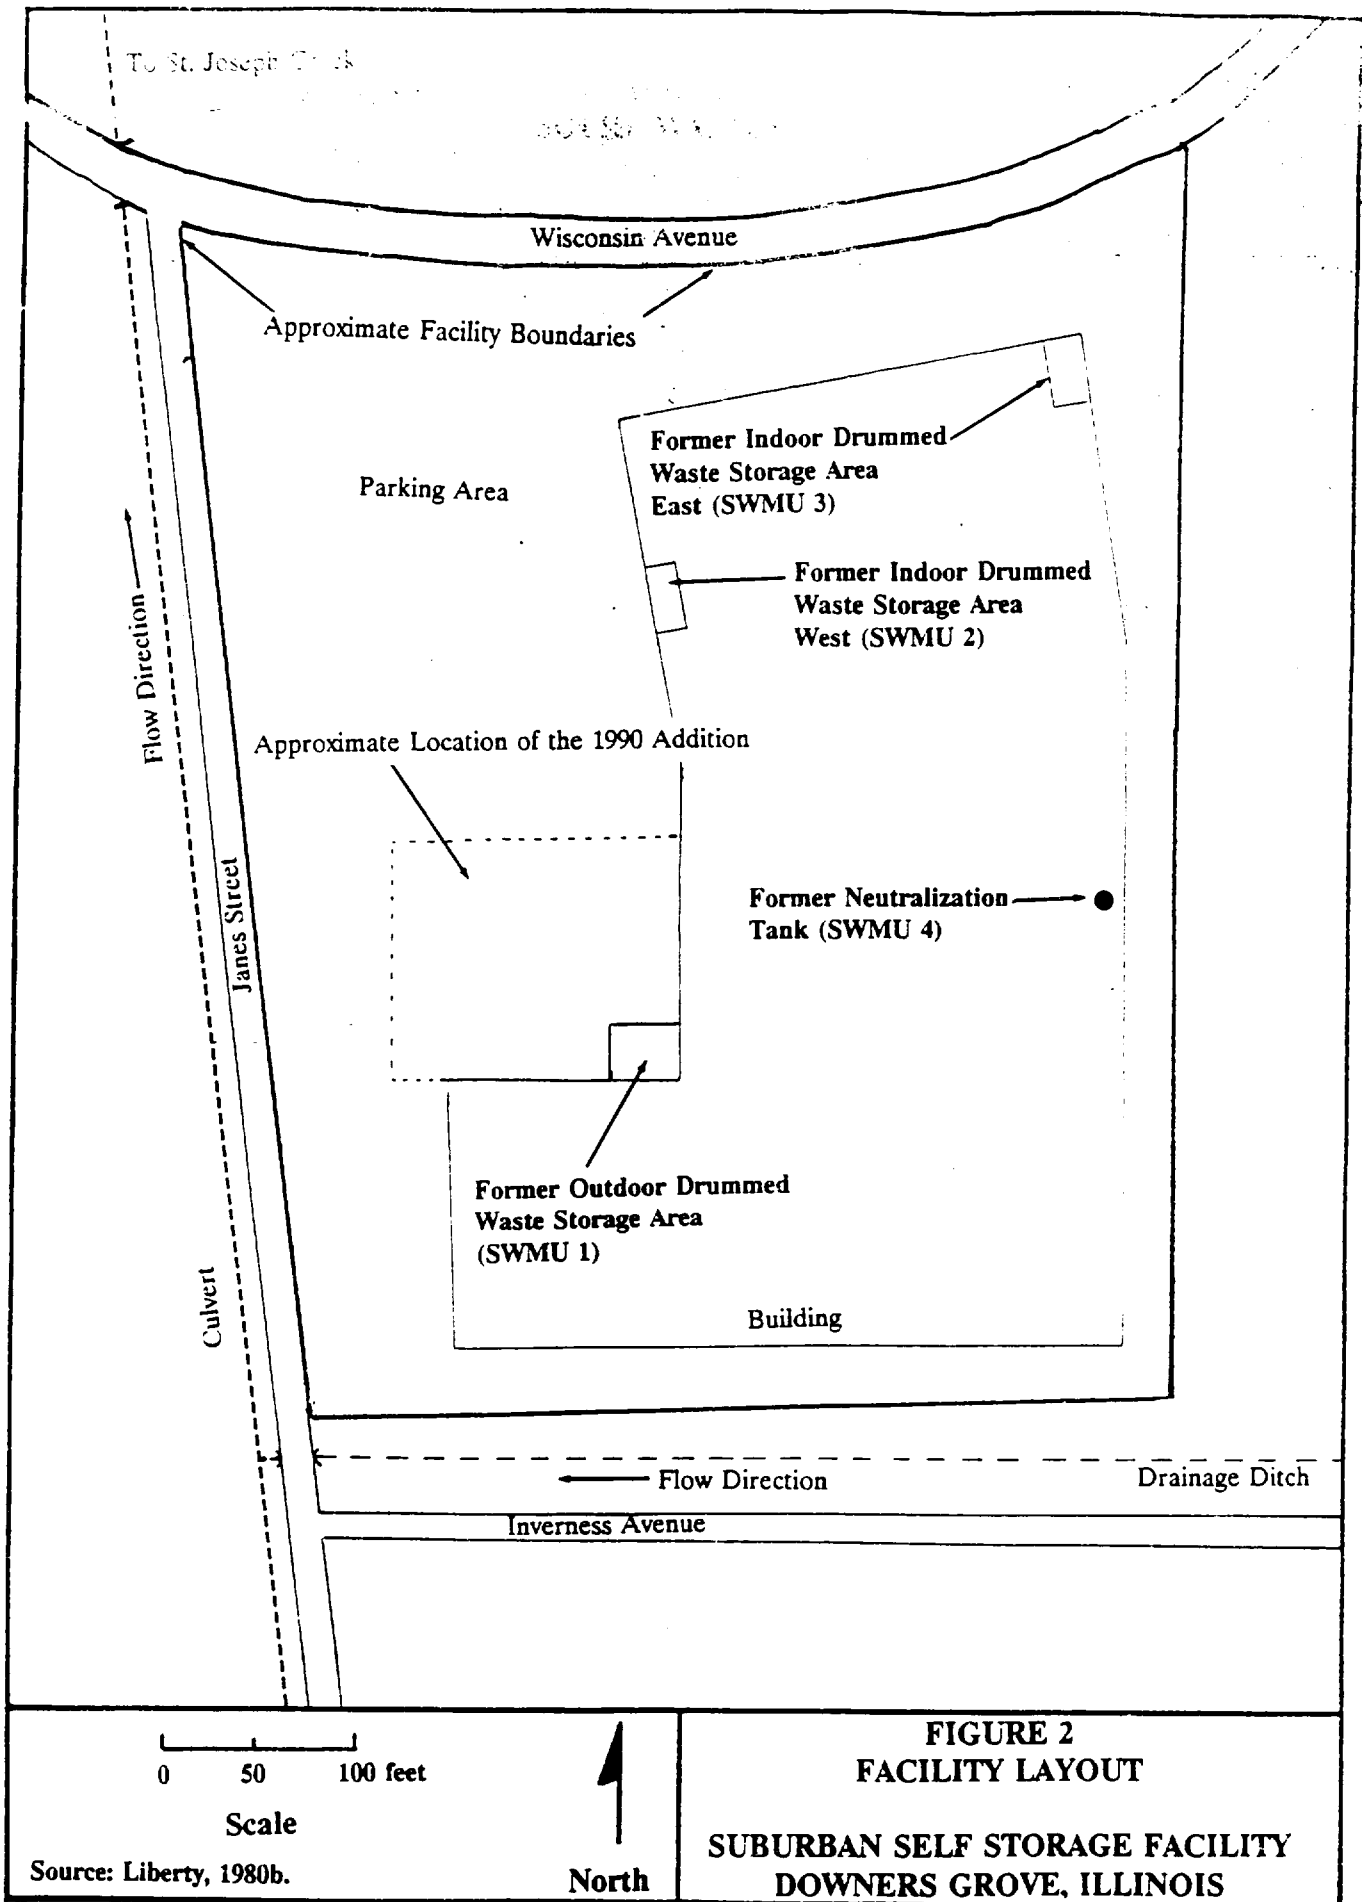 To St. Joseph Creek
Wisconsin Avenue
Approximate Facility Boundaries
Former Indoor Drummed
Waste Storage Area
East (SWMU 3)
Parking Area
Former Indoor Drummed
Waste Storage Area
West (SWMU 2)
Flow Direction
Approximate Location of the 1990 Addition
Janes Street
Former Neutralization
Tank (SWMU 4)
Former Outdoor Drummed
Waste Storage Area
(SWMU 1)
Culvert
Building
Flow Direction
Drainage Ditch
Inverness Avenue
0 50 100 feet
Scale
Source: Liberty, 1980b.
North
FIGURE 2
FACILITY LAYOUT
SUBURBAN SELF STORAGE FACILITY
DOWNERS GROVE, ILLINOIS